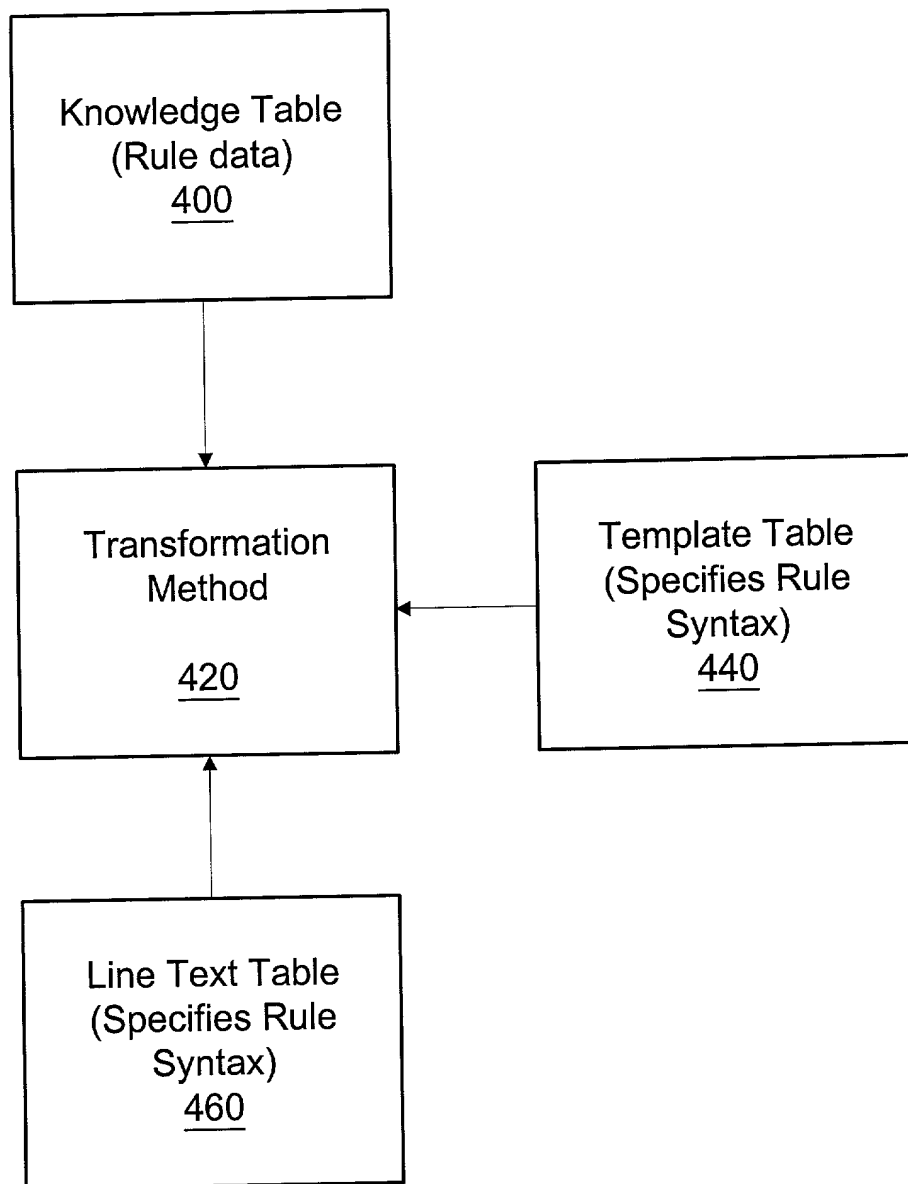 Knowledge Table
(Rule data)
400
Transformation
Method
420
Template Table
(Specifies Rule
Syntax)
440
Line Text Table
(Specifies Rule
Syntax)
460